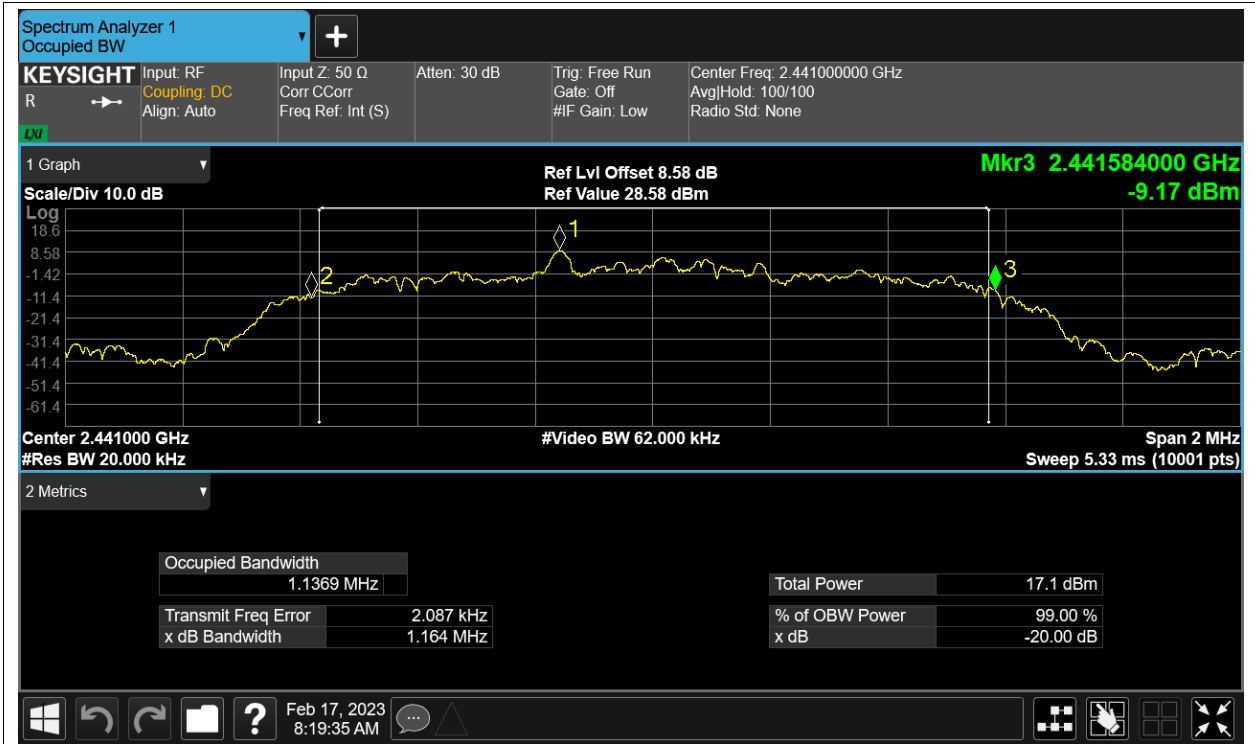 Spectrum Analyzer 1
Occupied BW
+
KEYSIGHT
R
LXI
Input: RF
Coupling: DC
Align: Auto
Input Z: 50 Ω
Corr CCorr
Freq Ref: Int (S)
Atten: 30 dB
Trig: Free Run
Gate: Off
#IF Gain: Low
Center Freq: 2.441000000 GHz
Avg|Hold: 100/100
Radio Std: None
1 Graph
Scale/Div 10.0 dB
Ref Lvl Offset 8.58 dB
Ref Value 28.58 dBm
Mkr3 2.441584000 GHz
-9.17 dBm
Log
18.6
8.58
-1.42
-11.4
-21.4
-31.4
-41.4
-51.4
-61.4
1
2
3
Center 2.441000 GHz
#Res BW 20.000 kHz
#Video BW 62.000 kHz
Span 2 MHz
Sweep 5.33 ms (10001 pts)
2 Metrics
Occupied Bandwidth
1.1369 MHz
Transmit Freq Error 2.087 kHz
x dB Bandwidth 1.164 MHz
Total Power 17.1 dBm
% of OBW Power 99.00 %
x dB -20.00 dB
?
Feb 17, 2023
8:19:35 AM